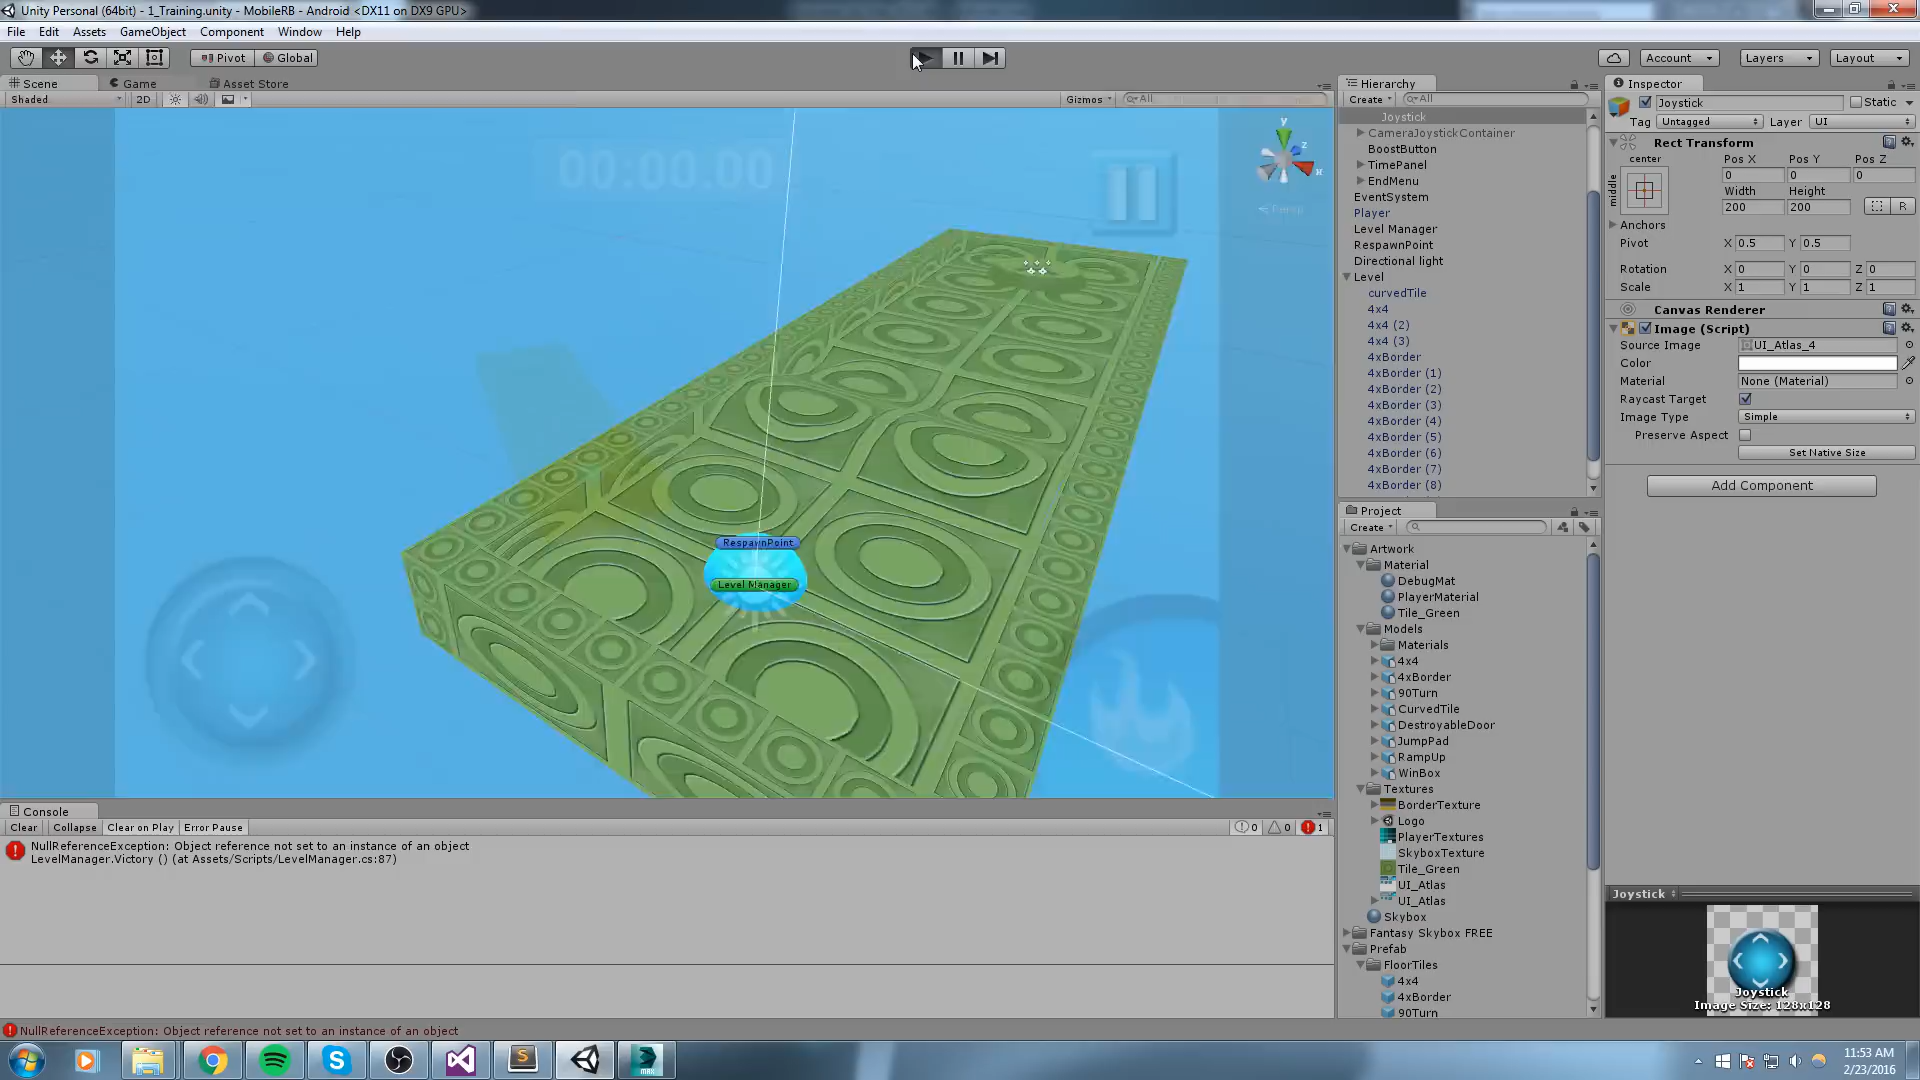 Unity Personal (64bit) - 1_Training.unity - MobileRB - Android <DX11 on DX9 GPU>
File Edit Assets GameObject Component Window Help
Pivot Global Account Layers Layout
Scene Game Asset Store
Shaded 2D Gizmos All
00:00.00
y
z
x
Persp
RespawnPoint
Level Manager
Hierarchy
Create All
Joystick
CameraJoystickContainer
BoostButton
TimePanel
EndMenu
EventSystem
Player
Level Manager
RespawnPoint
Directional light
Level
curvedTile
4x4
4x4 (2)
4x4 (3)
4xBorder
4xBorder (1)
4xBorder (2)
4xBorder (3)
4xBorder (4)
4xBorder (5)
4xBorder (6)
4xBorder (7)
4xBorder (8)
Project
Create
Artwork
Material
DebugMat
PlayerMaterial
Tile_Green
Models
Materials
4x4
4xBorder
90Turn
CurvedTile
DestroyableDoor
JumpPad
RampUp
WinBox
Textures
BorderTexture
Logo
PlayerTextures
SkyboxTexture
Tile_Green
UI_Atlas
UI_Atlas
Skybox
Fantasy Skybox FREE
Prefab
FloorTiles
4x4
4xBorder
90Turn
Inspector
Joystick Static
Tag Untagged Layer UI
Rect Transform
center Pos X Pos Y Pos Z
middle 0 0 0
Width Height
200 200 R
Anchors
Pivot X 0.5 Y 0.5
Rotation X 0 Y 0 Z 0
Scale X 1 Y 1 Z 1
Canvas Renderer
Image (Script)
Source Image UI_Atlas_4
Color
Material None (Material)
Raycast Target
Image Type Simple
Preserve Aspect
Set Native Size
Add Component
Joystick
Joystick
Image Size: 128x128
Console
Clear Collapse Clear on Play Error Pause 0 0 1
NullReferenceException: Object reference not set to an instance of an object
LevelManager.Victory () (at Assets/Scripts/LevelManager.cs:87)
NullReferenceException: Object reference not set to an instance of an object
11:53 AM
2/23/2016